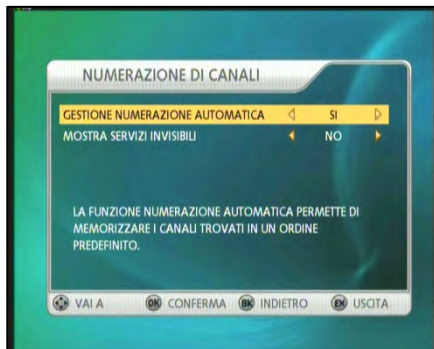 NUMERAZIONE DI CANALI
GESTIONE NUMERAZIONE AUTOMATICA SI
MOSTRA SERVIZI INVISIBILI NO
LA FUNZIONE NUMERAZIONE AUTOMATICA PERMETTE DI
MEMORIZZARE I CANALI TROVATI IN UN ORDINE
PREDEFINITO.
VAI A OK CONFERMA BK INDIETRO EX USCITA